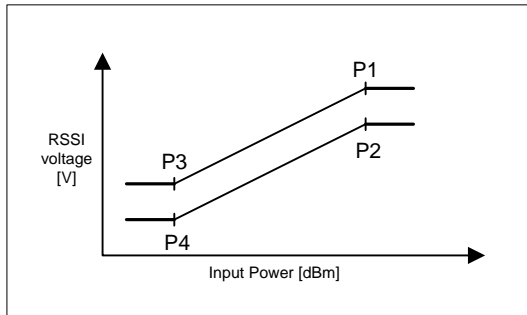 P1
RSSI
voltage
[V]
P3
P2
P4
Input Power [dBm]